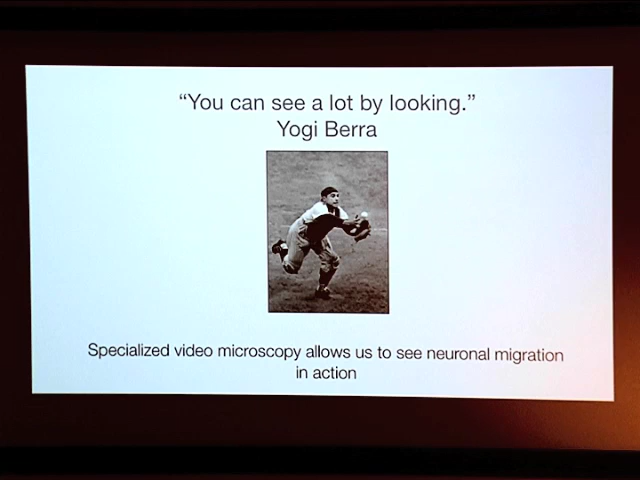 “You can see a lot by looking.”
Yogi Berra
Specialized video microscopy allows us to see neuronal migration
in action